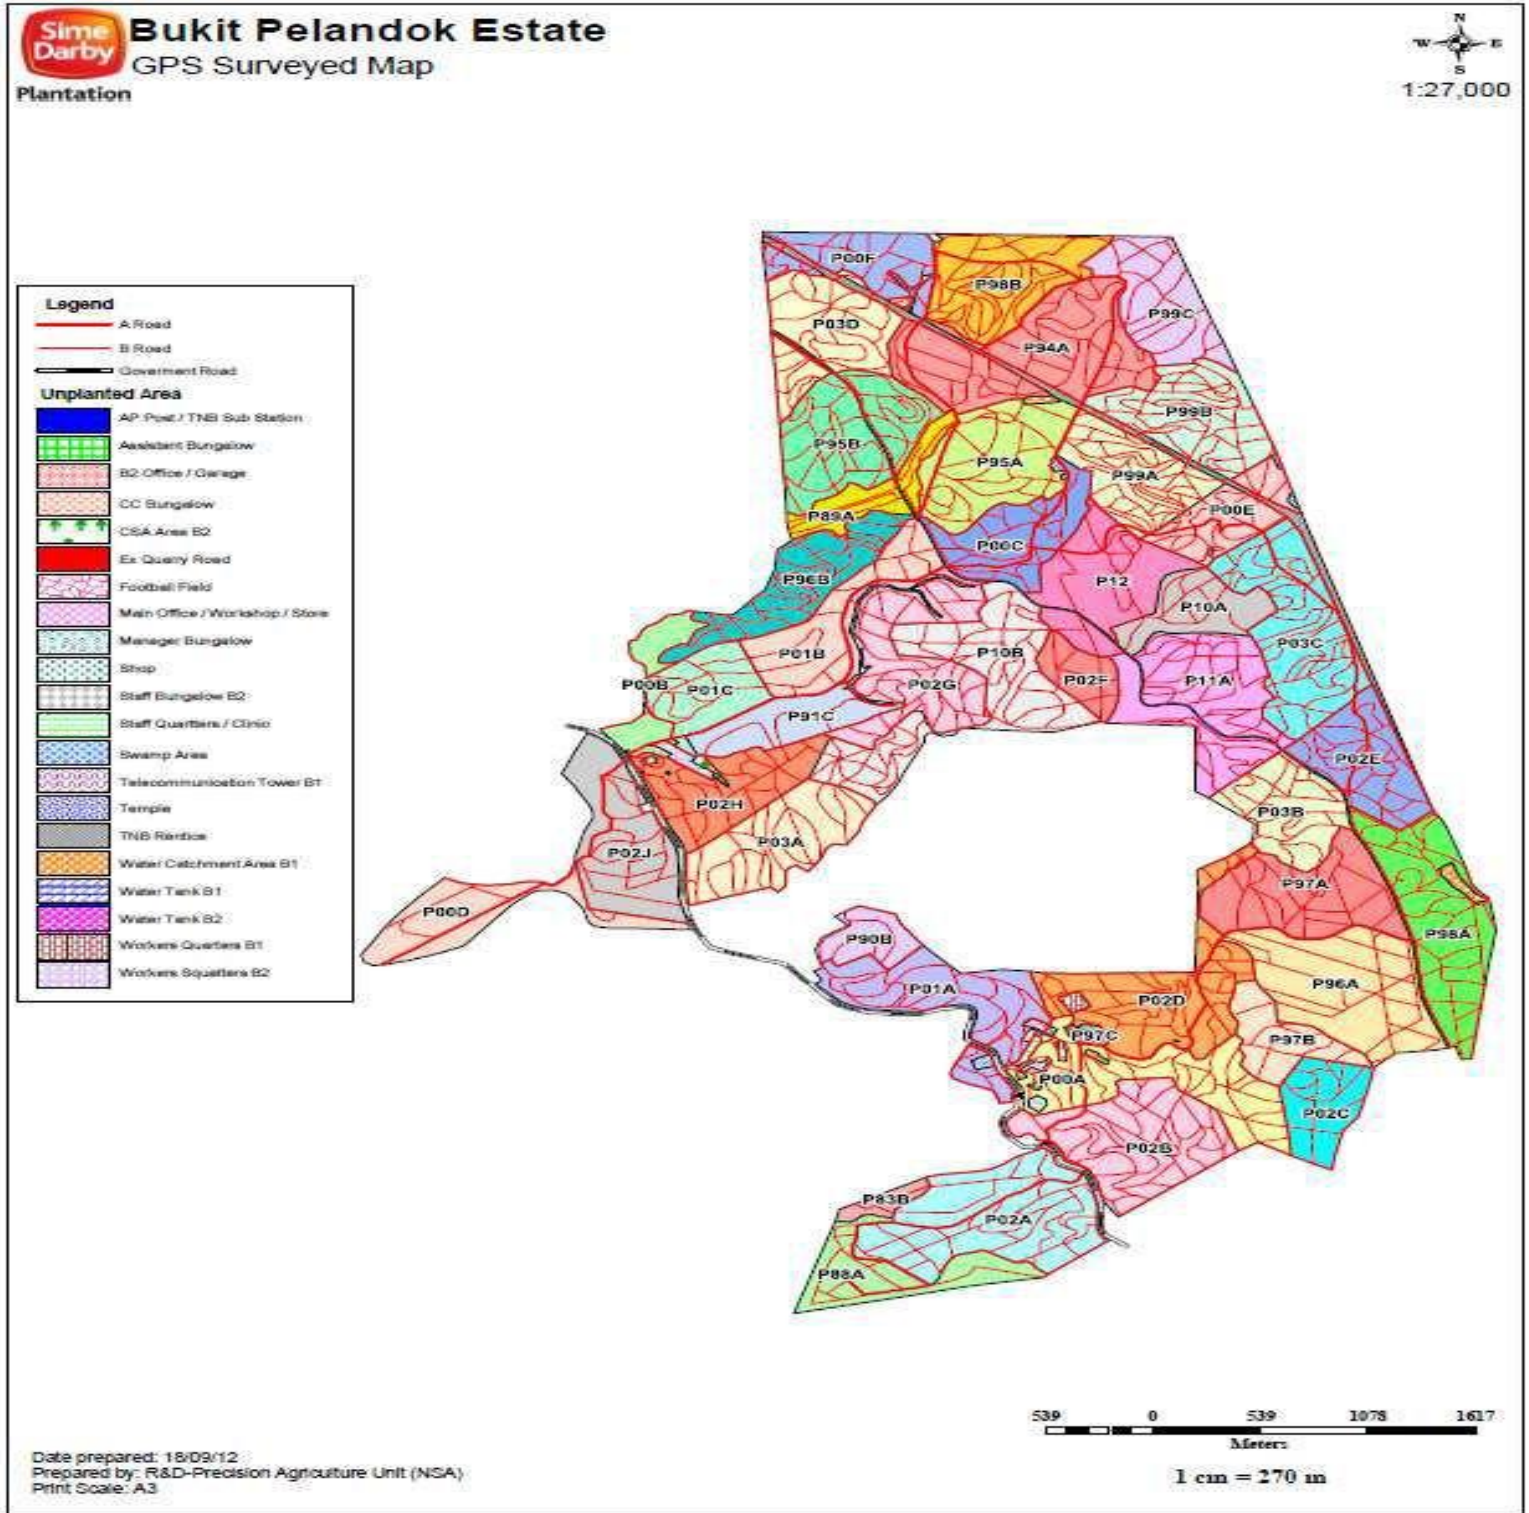 Sime
Darby
Plantation
Bukit Pelandok Estate
GPS Surveyed Map
N
W E
S
1:27,000
Legend
A Road
B Road
Goverment Road
Unplanted Area
AP Post / TNB Sub Station
Assistant Bungalow
B2 Office / Garage
CC Bungalow
CSA Area B2
Ex Quarry Road
Football Field
Main Office / Workshop / Store
Manager Bungalow
Shop
Staff Bungalow B2
Staff Quartters / Clinic
Swamp Area
Telecommunication Tower B1
Temple
TNB Rentice
Water Catchment Area B1
Water Tank B1
Water Tank B2
Workers Quarters B1
Workers Squatters B2
P00F
P98B
P99C
P03D
P94A
P99B
P95B
P95A
P99A
P89A
P00E
P00C
P96B
P12
P10A
P03C
P01B
P10B
P02F
P11A
P00B
P01C
P02G
P91C
P02E
P02H
P03B
P03A
P02J
P97A
P00D
P98A
P90B
P01A
P02D
P96A
P97C
P97B
P00A
P02C
P02B
P83B
P02A
P88A
539 0 539 1078 1617
Meters
1 cm = 270 m
Date prepared: 18/09/12
Prepared by: R&D-Precision Agriculture Unit (NSA)
Print Scale: A3